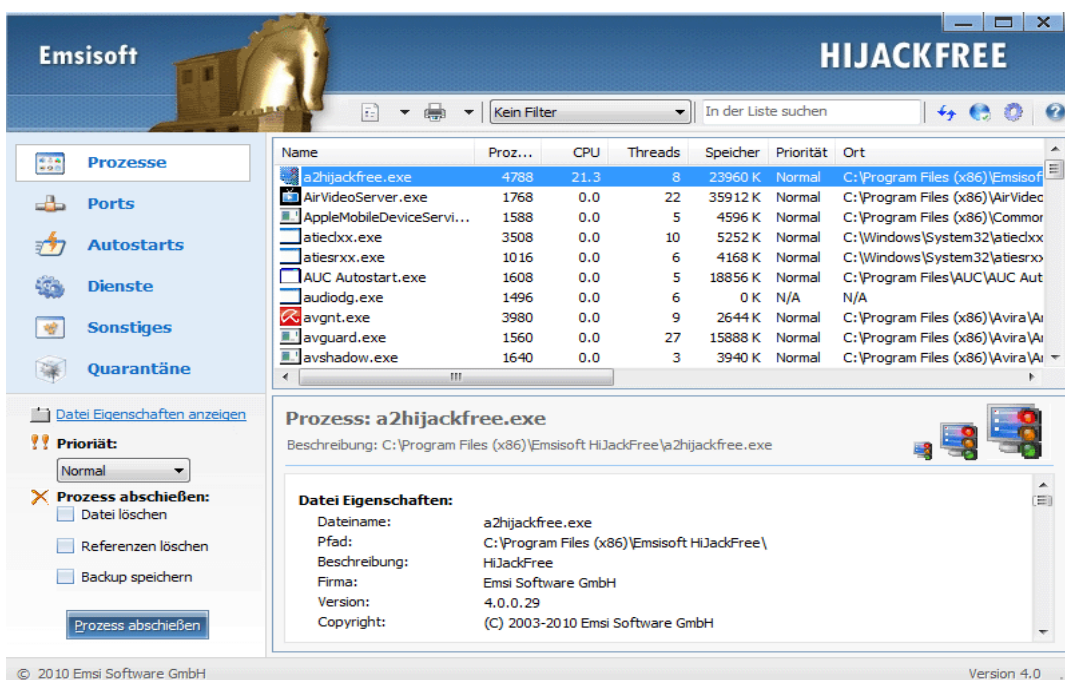 Emsisoft
HIJACKFREE
Kein Filter
In der Liste suchen
Prozesse
Ports
Autostarts
Dienste
Sonstiges
Quarantäne
Name Proz... CPU Threads Speicher Priorität Ort
a2hijackfree.exe 4788 21.3 8 23960 K Normal C:\Program Files (x86)\Emsisof
AirVideoServer.exe 1768 0.0 22 35912 K Normal C:\Program Files (x86)\AirVidec
AppleMobileDeviceServi... 1588 0.0 5 4596 K Normal C:\Program Files (x86)\Commor
atieclxx.exe 3508 0.0 10 5252 K Normal C:\Windows\System32\atieclxx
atiesrxx.exe 1016 0.0 6 4168 K Normal C:\Windows\System32\atiesrxx
AUC Autostart.exe 1608 0.0 5 18856 K Normal C:\Program Files\AUC\AUC Aut
audiodg.exe 1496 0.0 6 0 K N/A N/A
avgnt.exe 3980 0.0 9 2644 K Normal C:\Program Files (x86)\Avira\Ar
avguard.exe 1560 0.0 27 15888 K Normal C:\Program Files (x86)\Avira\Ar
avshadow.exe 1640 0.0 3 3940 K Normal C:\Program Files (x86)\Avira\Ar
Datei Eigenschaften anzeigen
Prioriät:
Normal
Prozess abschießen:
Datei löschen
Referenzen löschen
Backup speichern
Prozess abschießen
Prozess: a2hijackfree.exe
Beschreibung: C:\Program Files (x86)\Emsisoft HiJackFree\a2hijackfree.exe
Datei Eigenschaften:
Dateiname: a2hijackfree.exe
Pfad: C:\Program Files (x86)\Emsisoft HiJackFree\
Beschreibung: HiJackFree
Firma: Emsi Software GmbH
Version: 4.0.0.29
Copyright: (C) 2003-2010 Emsi Software GmbH
© 2010 Emsi Software GmbH
Version 4.0